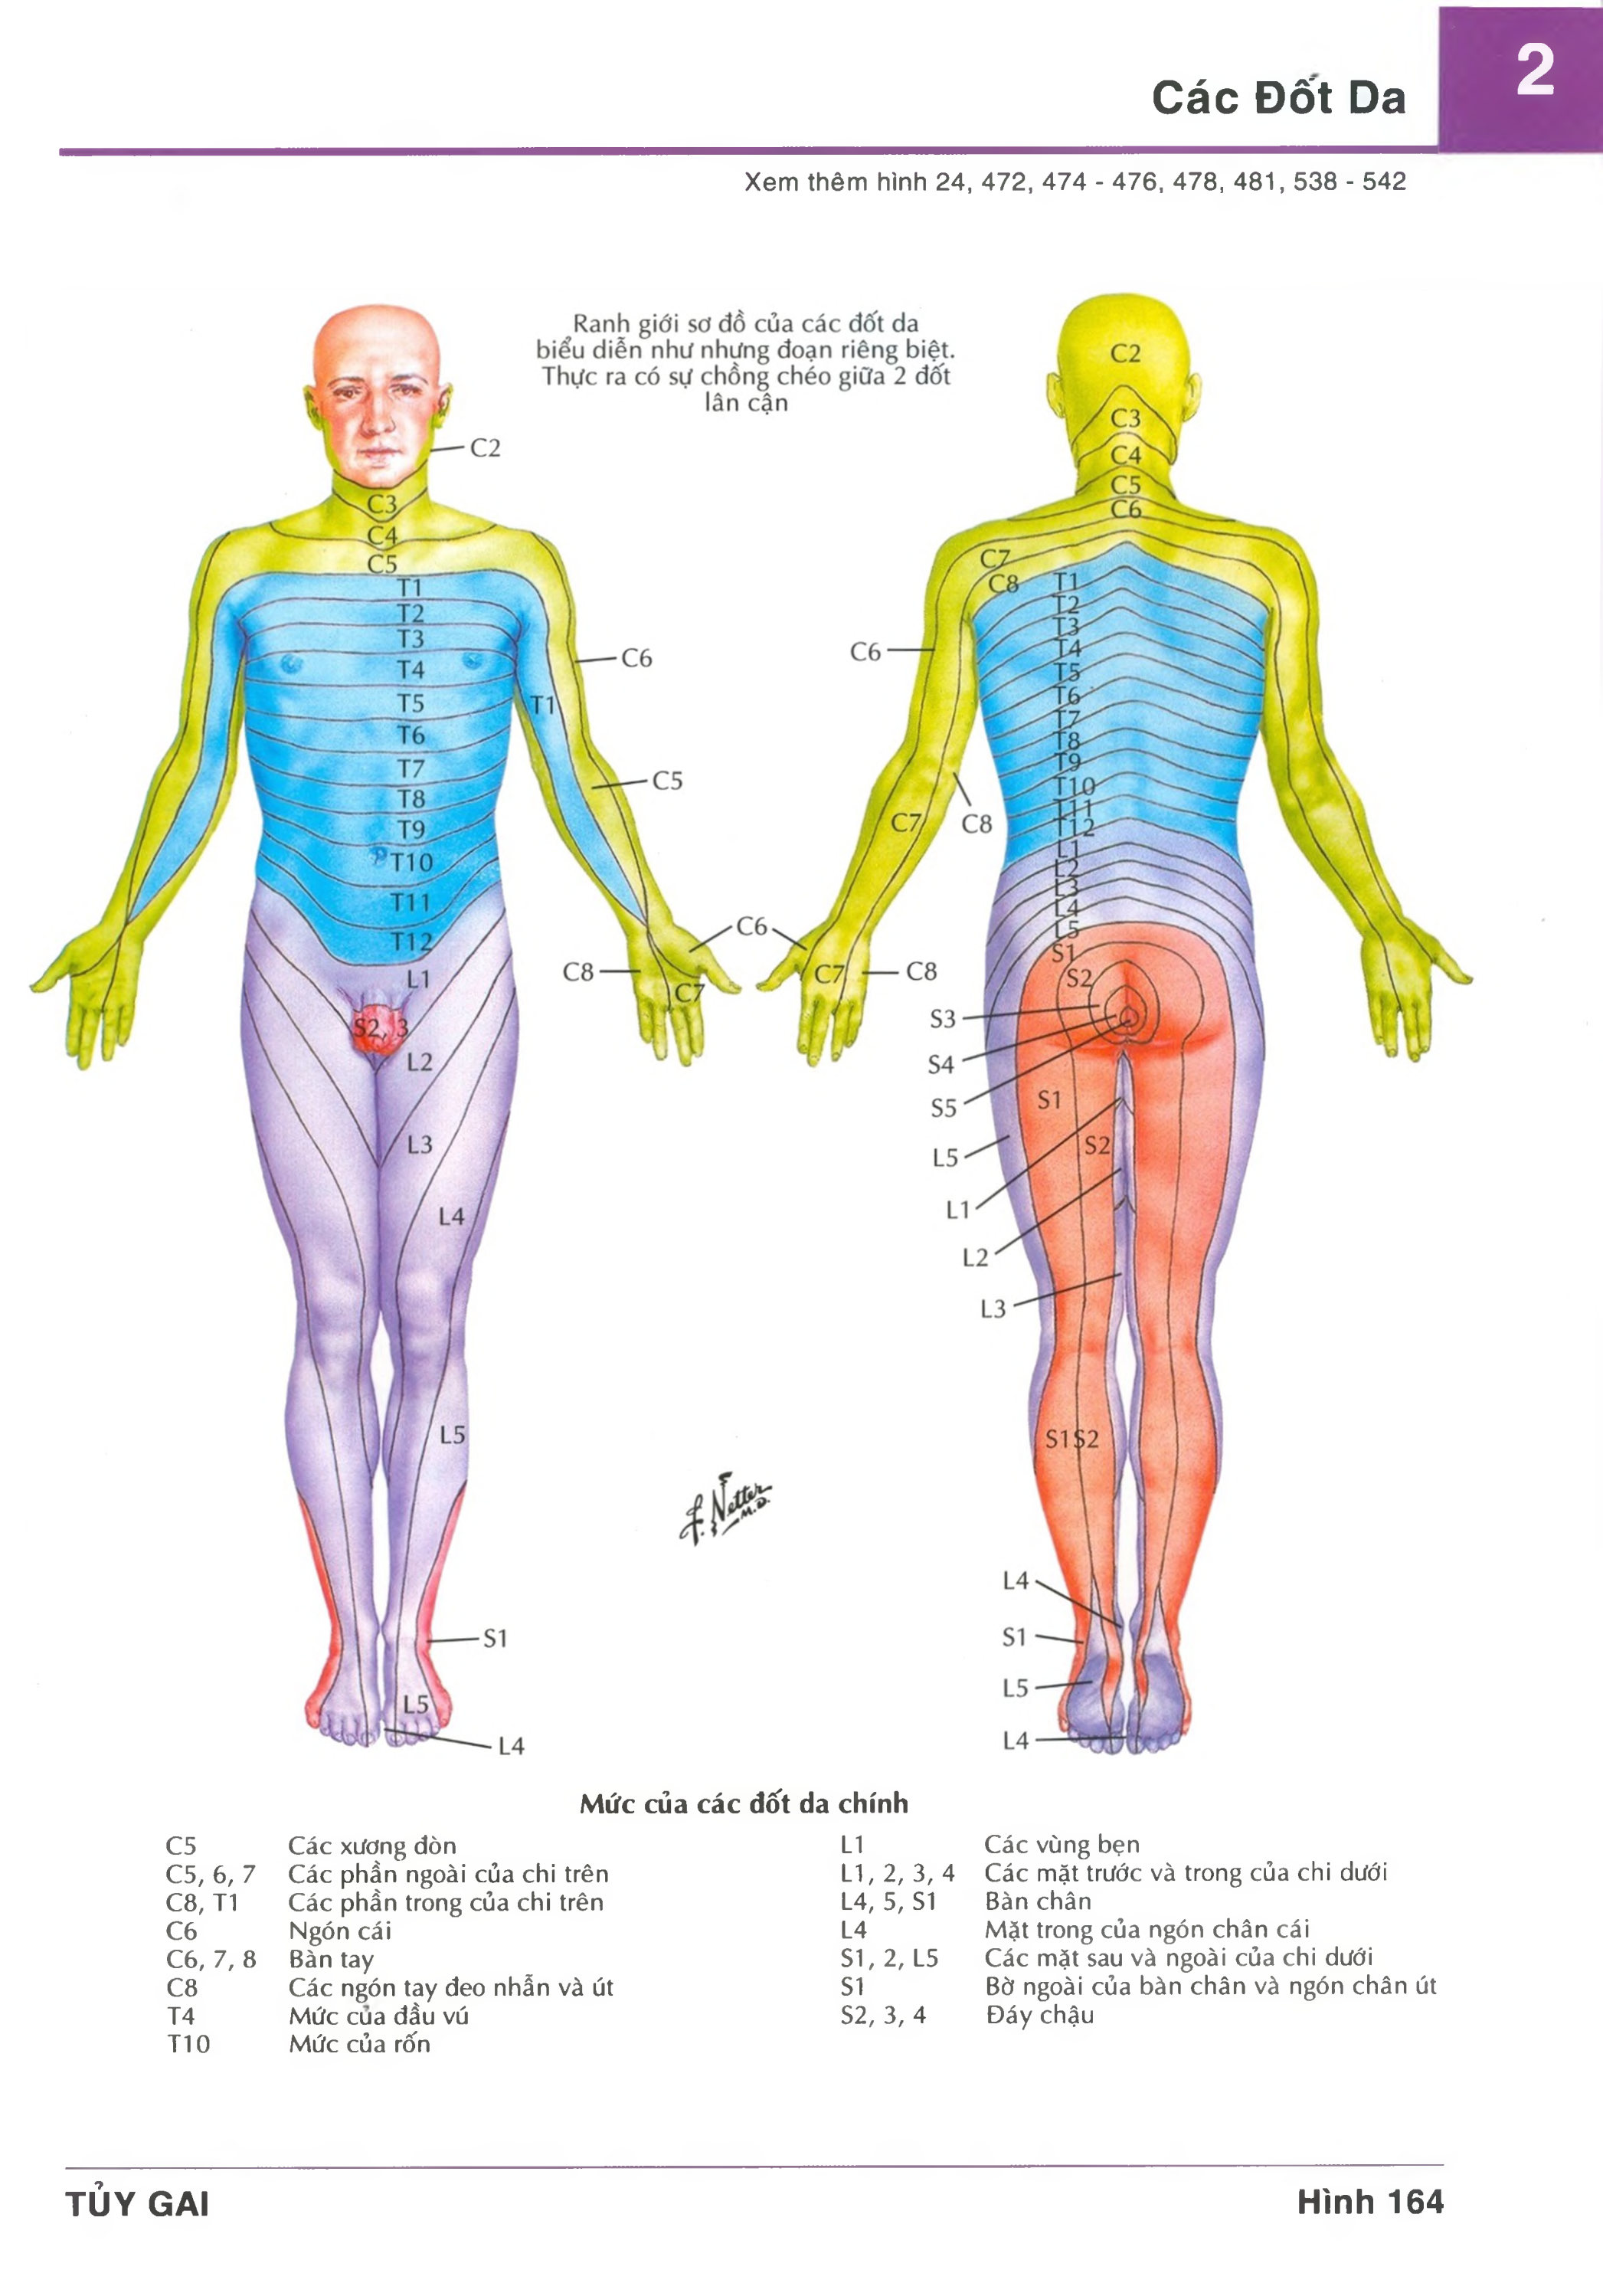 2
Các Đốt Da
Xem thêm hình 24, 472, 474 - 476, 478, 481, 538 - 542
Ranh giới sơ đồ của các đốt da
biểu diễn như nhưng đoạn riêng biệt.
Thực ra có sự chồng chéo giữa 2 đốt
lân cận
C2
C3
C4
C5
T1
T2
T3
T4
T5
T6
T7
T8
T9
T10
T11
T12
L1
S2, 3
L2
L3
L4
L5
S1
L5
L4
C6
T1
C5
C6
C8
C7
C2
C3
C4
C5
C6
C7
C8
T1
T2
T3
T4
T5
T6
T7
T8
T9
T10
T11
T12
L1
L2
L3
L4
L5
S1
S2
C6
C7
C8
C7
C8
S3
S4
S5
S1
L5
S2
L1
L2
L3
S1
S2
L4
S1
L5
L4
F. Netter
M.D.
Mức của các đốt da chính
C5 Các xương đòn
C5, 6, 7 Các phần ngoài của chi trên
C8, T1 Các phần trong của chi trên
C6 Ngón cái
C6, 7, 8 Bàn tay
C8 Các ngón tay đeo nhẫn và út
T4 Mức của đầu vú
T10 Mức của rốn
L1 Các vùng bẹn
L1, 2, 3, 4 Các mặt trước và trong của chi dưới
L4, 5, S1 Bàn chân
L4 Mặt trong của ngón chân cái
S1, 2, L5 Các mặt sau và ngoài của chi dưới
S1 Bờ ngoài của bàn chân và ngón chân út
S2, 3, 4 Đáy chậu
TỦY GAI
Hình 164